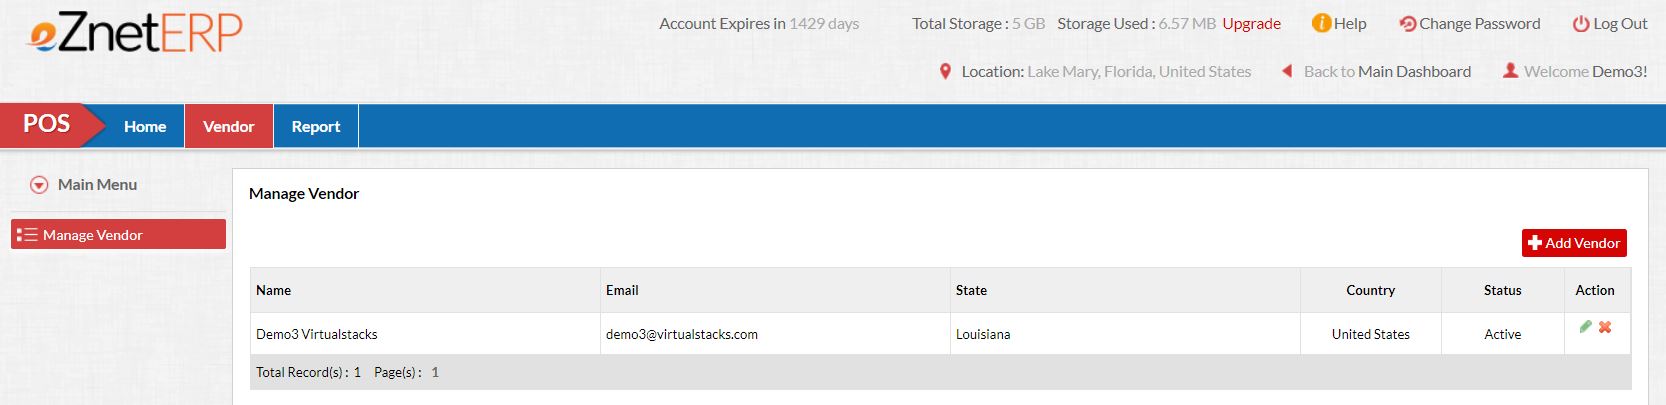 eZnetERP
Account Expires in 1429 days Total Storage : 5 GB Storage Used : 6.57 MB Upgrade Help Change Password Log Out
Location: Lake Mary, Florida, United States Back to Main Dashboard Welcome Demo3!
POS Home Vendor Report
Main Menu
Manage Vendor
Manage Vendor
Add Vendor
Name Email State Country Status Action
Demo3 Virtualstacks demo3@virtualstacks.com Louisiana United States Active
Total Record(s) : 1 Page(s) : 1